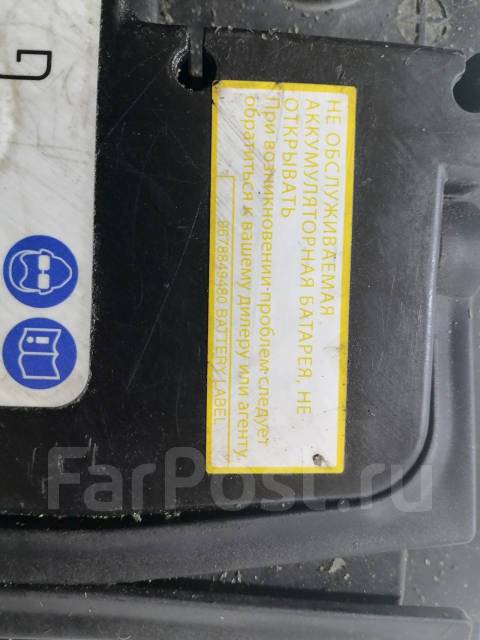 НЕ ОБСЛУЖИВАЕМАЯ
АККУМУЛЯТОРНАЯ БАТАРЕЯ, НЕ
ОТКРЫВАТЬ
При возникновении проблем следует
обратиться к вашему дилеру или агенту.
8678849480 BATTERY LABEL
G
FarPost.ru